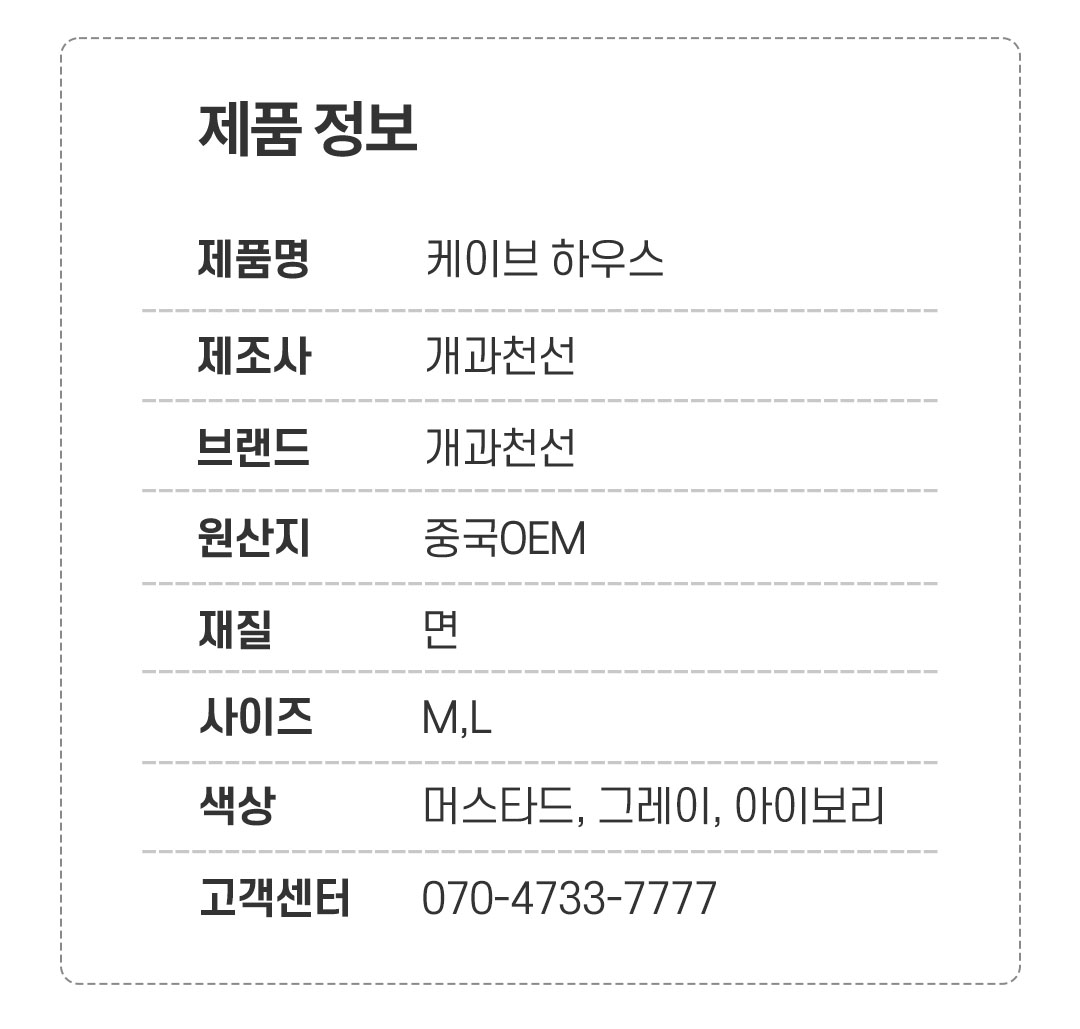 제품 정보
제품명 케이브 하우스
제조사 개과천선
브랜드 개과천선
원산지 중국OEM
재질 면
사이즈 M,L
색상 머스타드, 그레이, 아이보리
고객센터 070-4733-7777